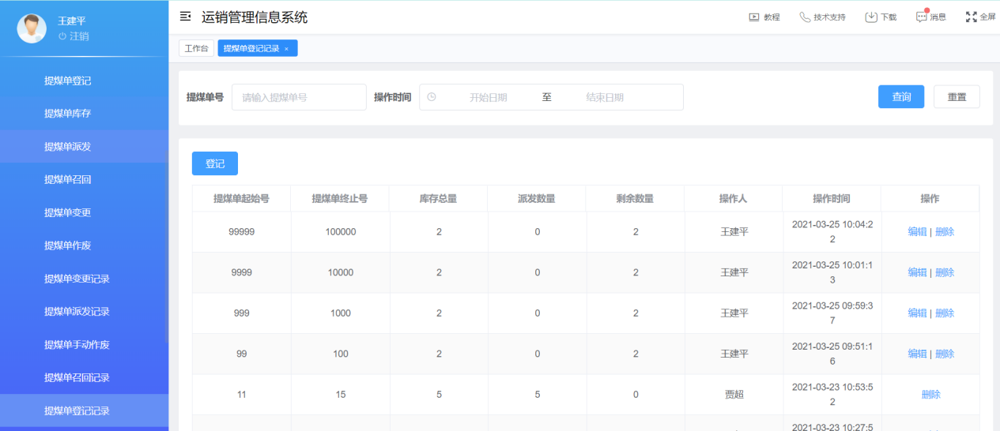 王建平
注销
提煤单登记
提煤单库存
提煤单派发
提煤单召回
提煤单变更
提煤单作废
提煤单变更记录
提煤单派发记录
提煤单手动作废
提煤单召回记录
提煤单登记记录
运销管理信息系统
教程 技术支持 下载 消息 全屏
工作台 提煤单登记记录 ×
提煤单号 请输入提煤单号 操作时间 开始日期 至 结束日期 查询 重置
登记
提煤单起始号 提煤单终止号 库存总量 派发数量 剩余数量 操作人 操作时间 操作
99999 100000 2 0 2 王建平 2021-03-25 10:04:22 编辑 | 删除
9999 10000 2 0 2 王建平 2021-03-25 10:01:13 编辑 | 删除
999 1000 2 0 2 王建平 2021-03-25 09:59:37 编辑 | 删除
99 100 2 0 2 王建平 2021-03-25 09:51:16 编辑 | 删除
11 15 5 5 0 贾超 2021-03-23 10:53:52 删除
2021-03-23 10:27:5